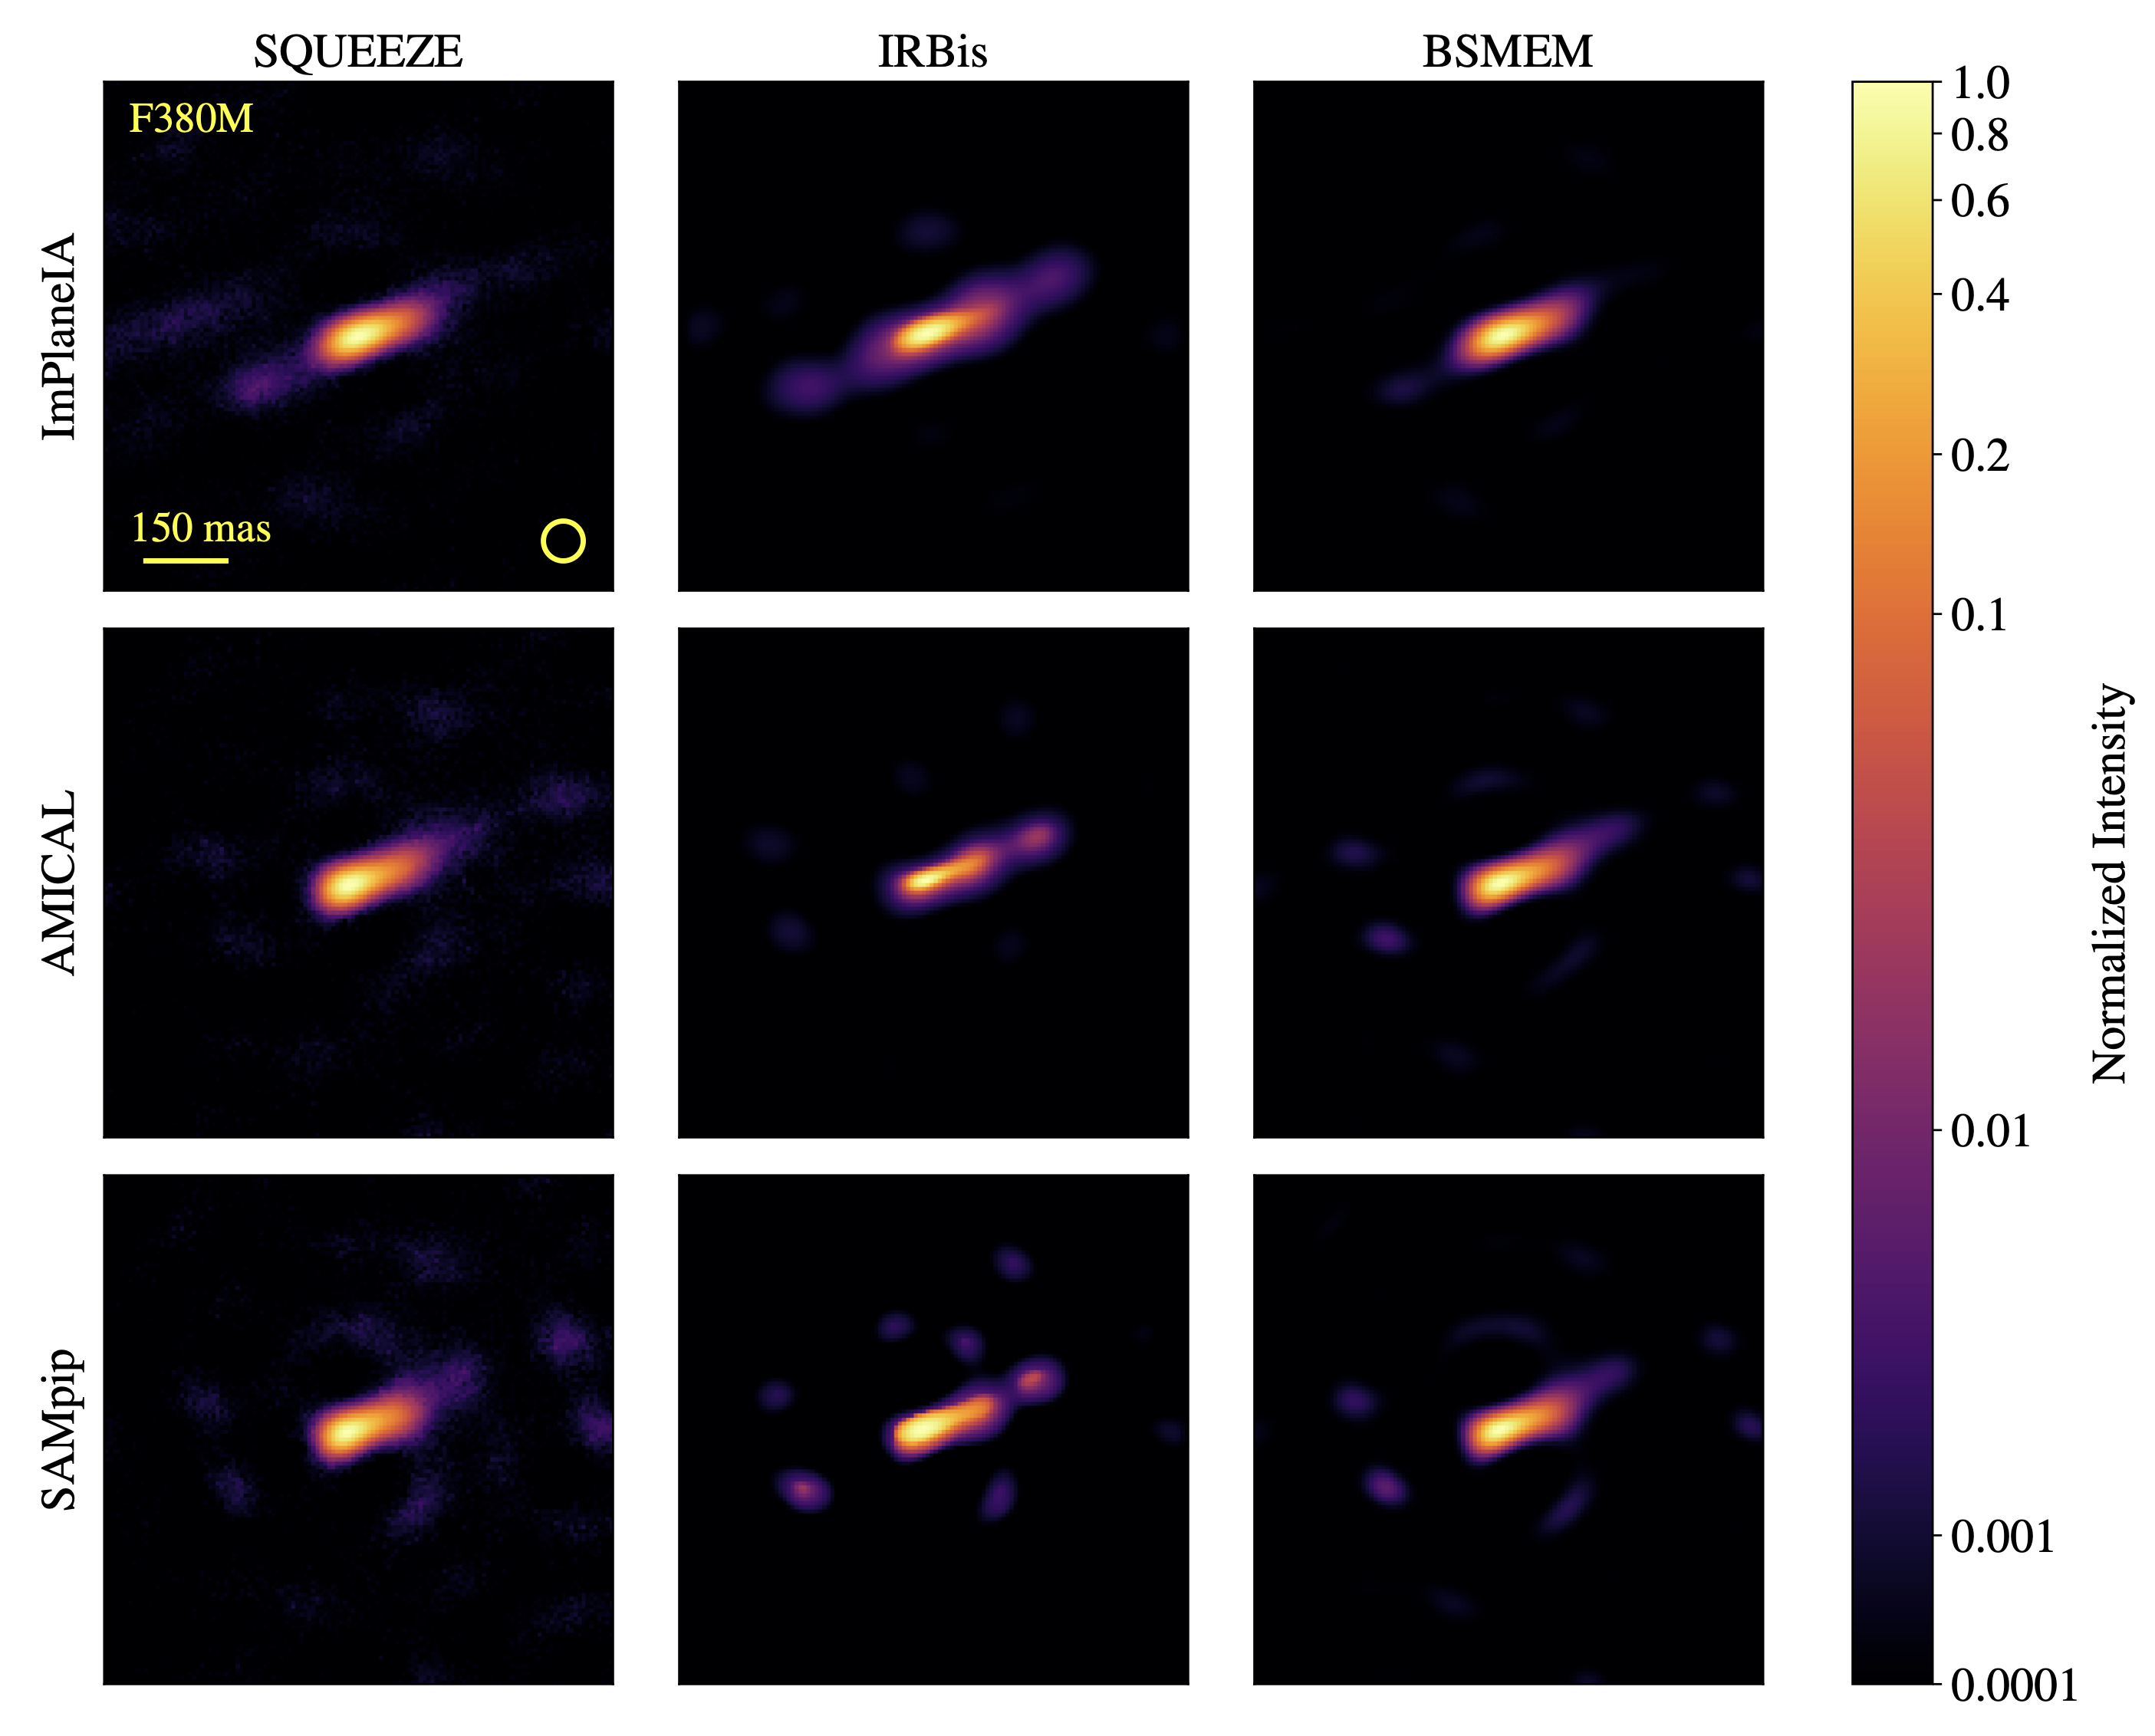 SQUEEZE IRBis BSMEM
ImPlaneIA
F380M
150 mas
AMICAL
SAMpip
1.0
0.8
0.6
0.4
0.2
0.1
0.01
0.001
0.0001
Normalized Intensity